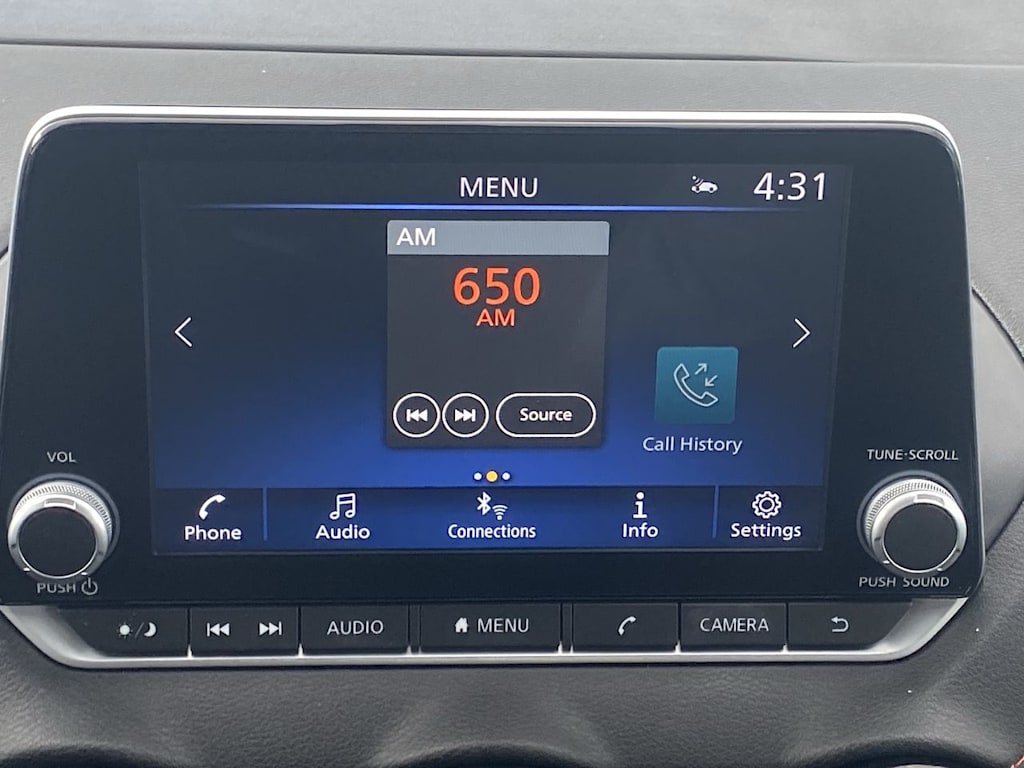 MENU 4:31
AM
650
AM
Source
Call History
VOL
TUNE·SCROLL
Phone Audio Connections Info Settings
PUSH
PUSH SOUND
AUDIO MENU CAMERA